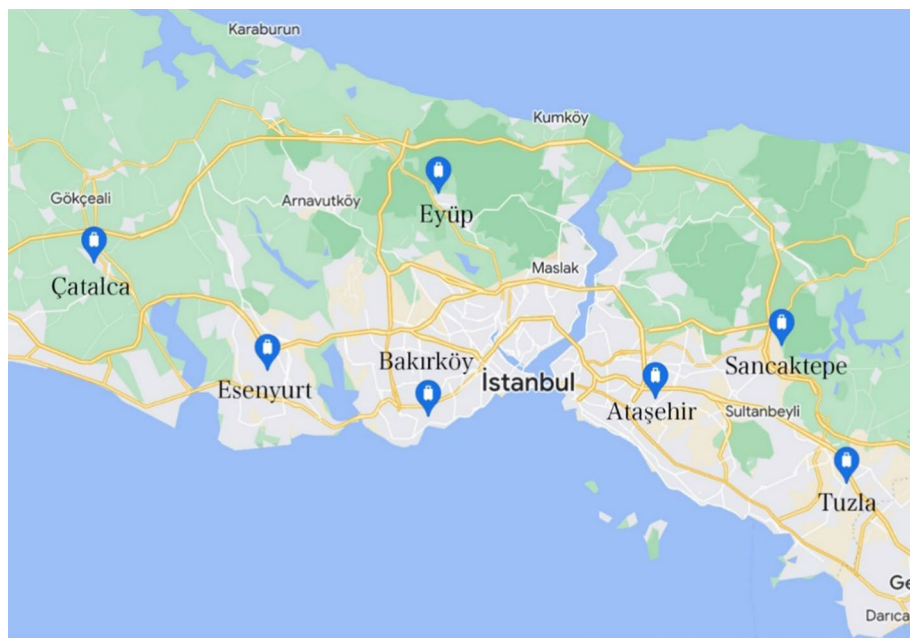 Karaburun
Kumköy
Gökçeali
Arnavutköy
Eyüp
Maslak
Çatalca
Bakırköy
Esenyurt
İstanbul
Sancaktepe
Ataşehir
Sultanbeyli
Tuzla
Ge
Darıca